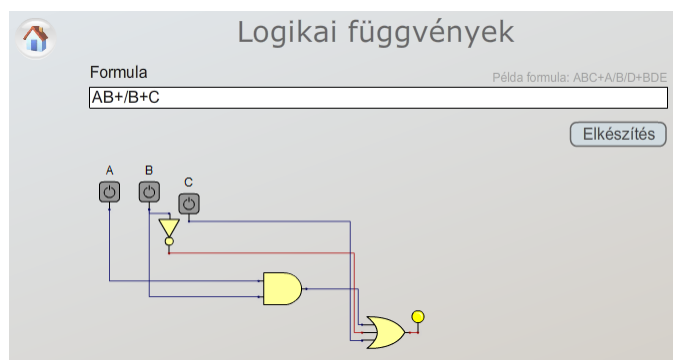 Logikai függvények
Formula
Példa formula: ABC+A/B/D+BDE
AB+/B+C
Elkészítés
A
B
C